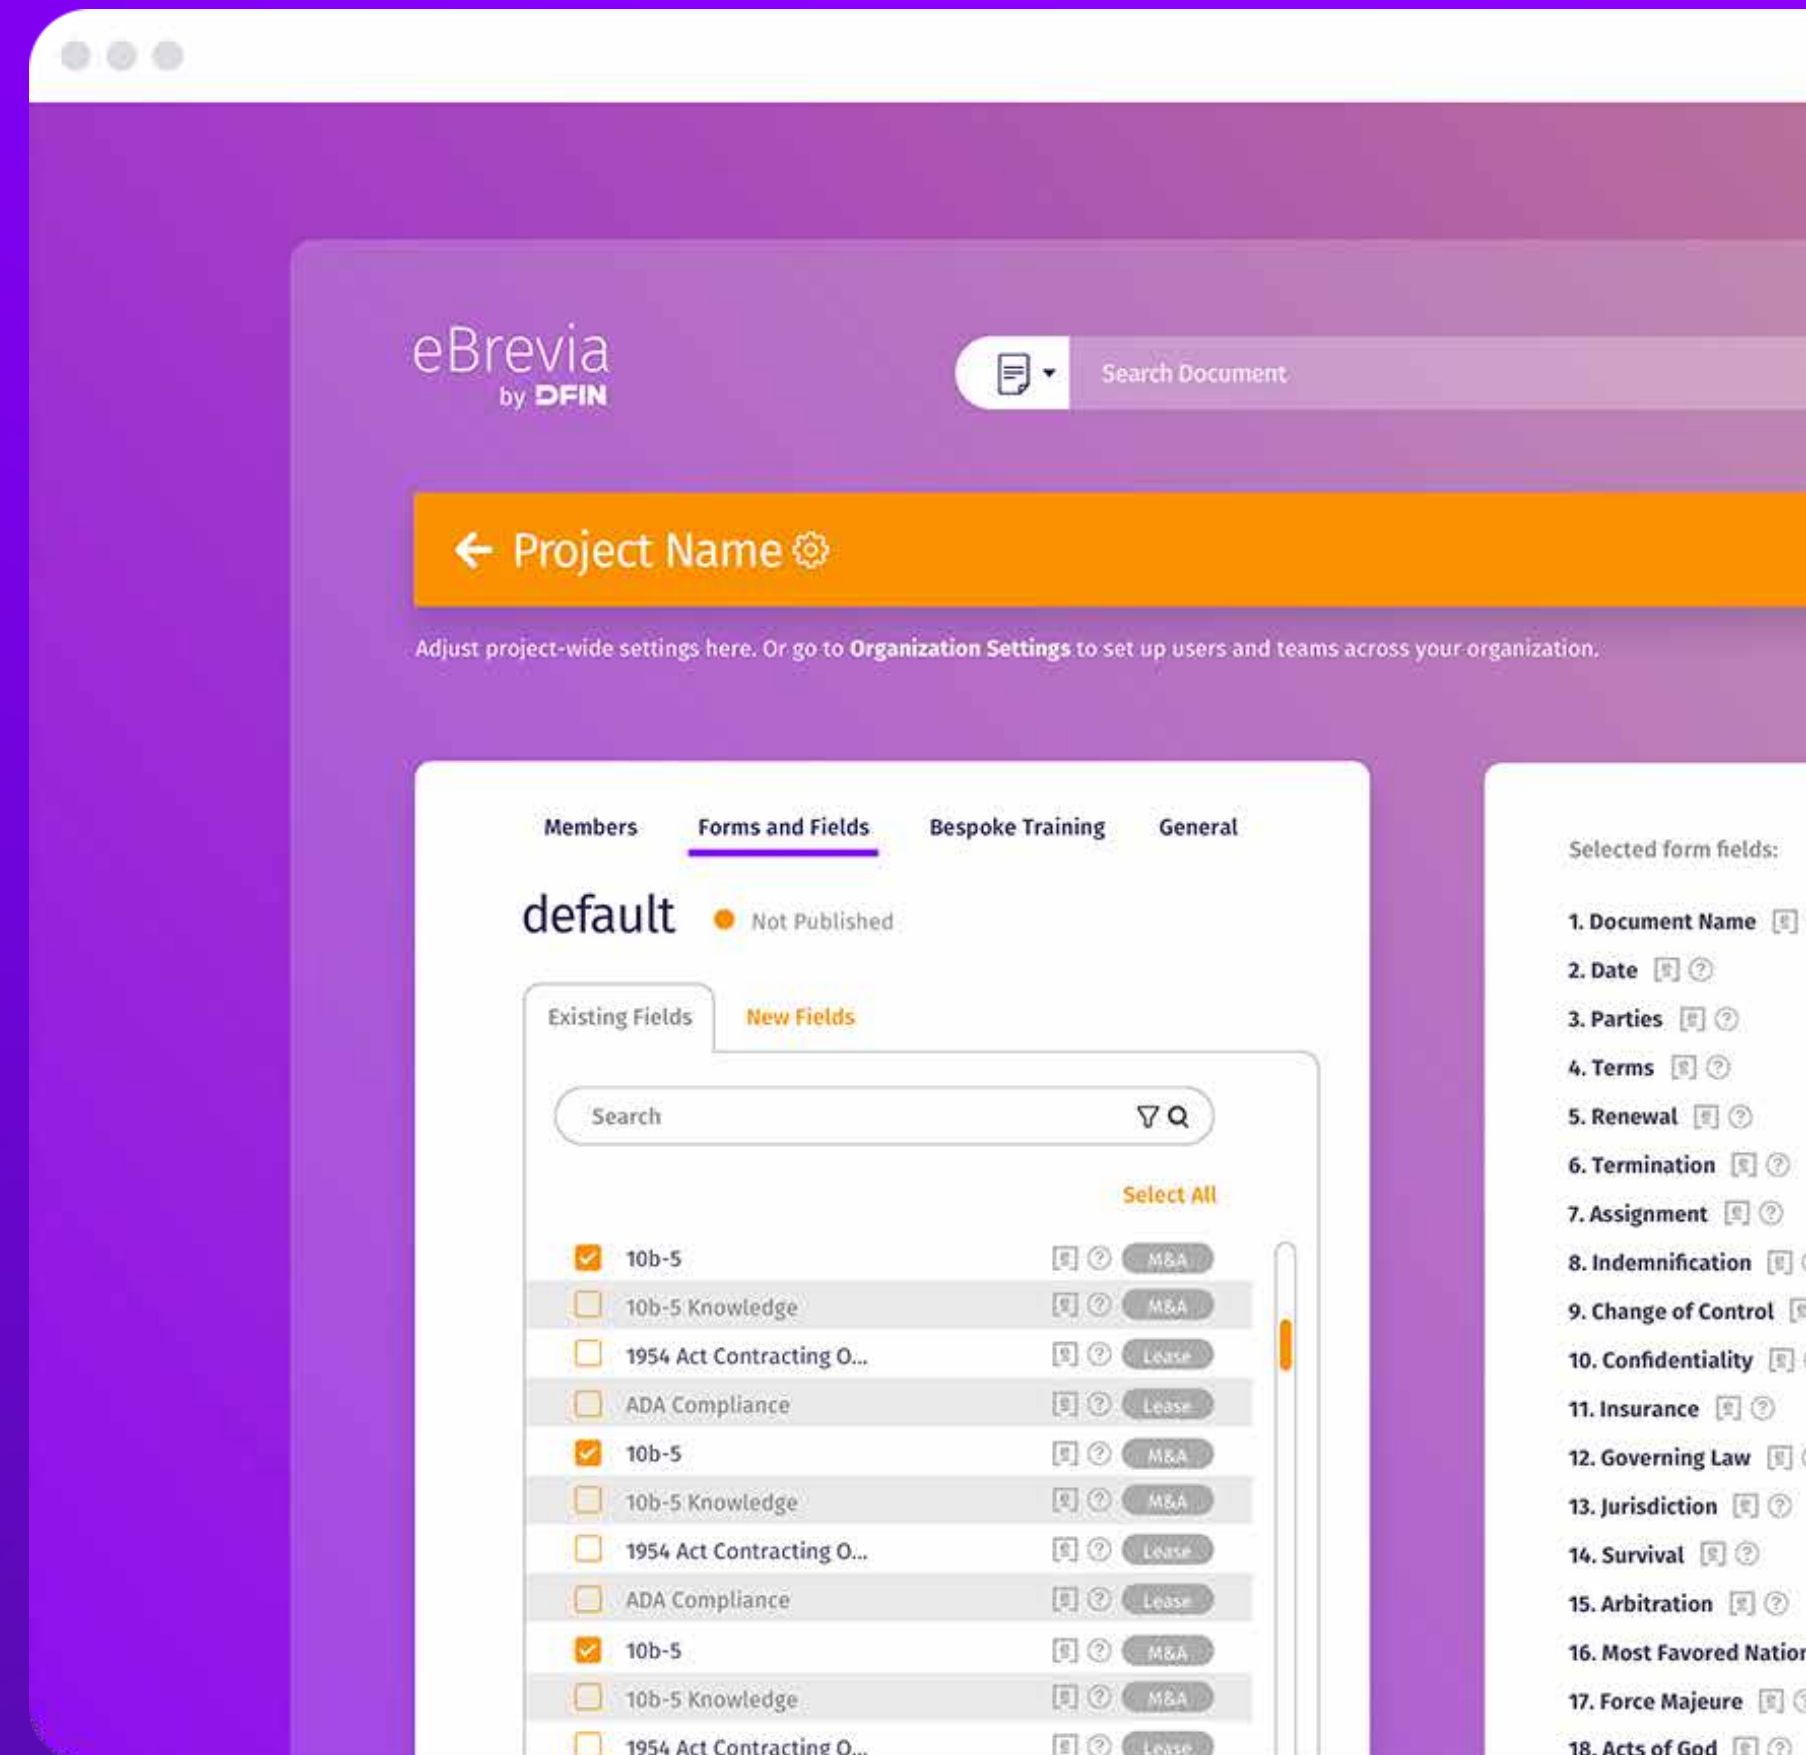 eBrevia
by DFIN
Search Document
Project Name
Adjust project-wide settings here. Or go to Organization Settings to set up users and teams across your organization.
Members Forms and Fields Bespoke Training General
default Not Published
Existing Fields New Fields
Search
Select All
10b-5 M&A
10b-5 Knowledge M&A
1954 Act Contracting O... Lease
ADA Compliance Lease
10b-5 M&A
10b-5 Knowledge M&A
1954 Act Contracting O... Lease
ADA Compliance Lease
10b-5 M&A
10b-5 Knowledge M&A
1954 Act Contracting O... Lease
Selected form fields:
1. Document Name
2. Date
3. Parties
4. Terms
5. Renewal
6. Termination
7. Assignment
8. Indemnification
9. Change of Control
10. Confidentiality
11. Insurance
12. Governing Law
13. Jurisdiction
14. Survival
15. Arbitration
16. Most Favored Nation
17. Force Majeure
18. Acts of God